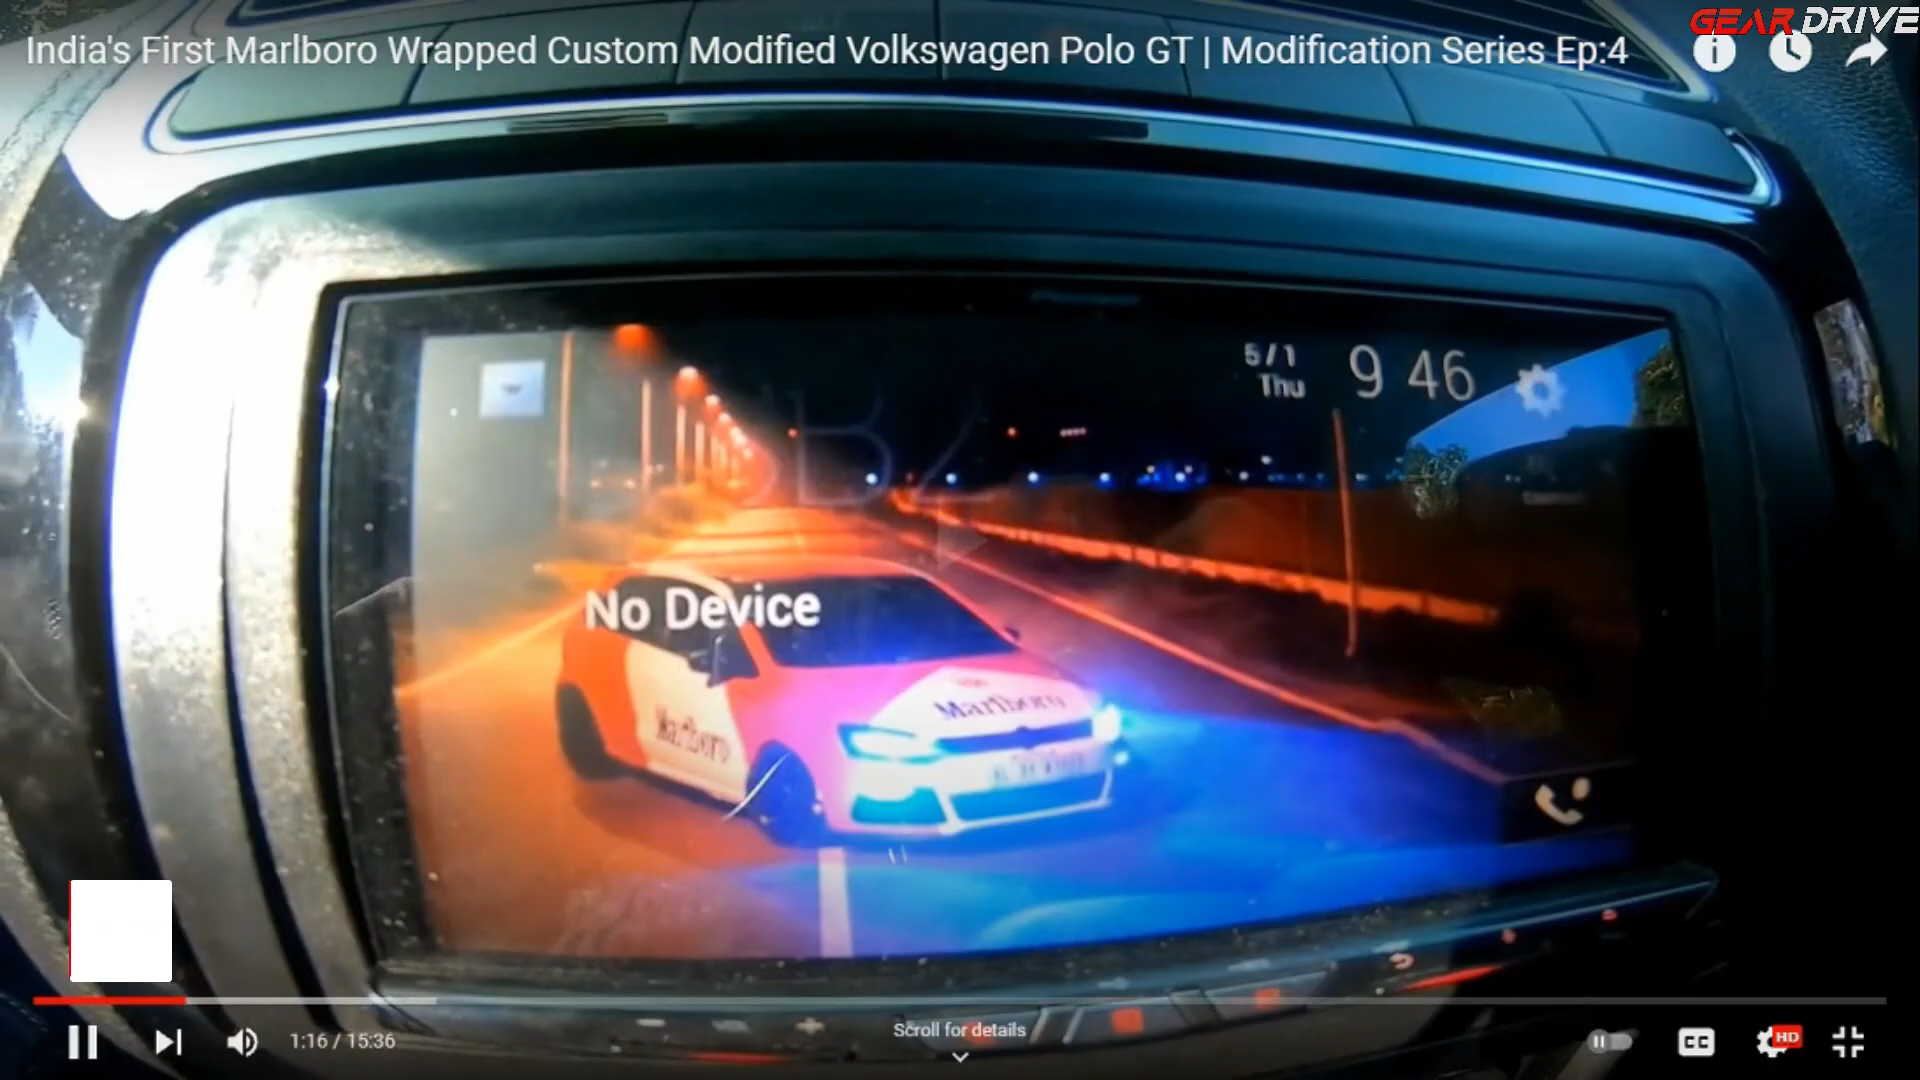 GEAR DRIVE
India's First Marlboro Wrapped Custom Modified Volkswagen Polo GT | Modification Series Ep:4
5/1
Thu
9 46
No Device
Marlboro
Marlboro
1:16 / 15:36
Scroll for details
CC
HD